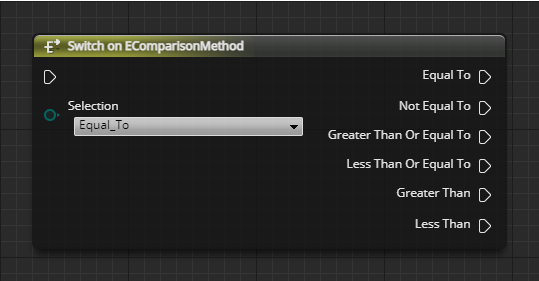 Switch on EComparisonMethod
Equal To
Selection
Not Equal To
Equal_To
Greater Than Or Equal To
Less Than Or Equal To
Greater Than
Less Than